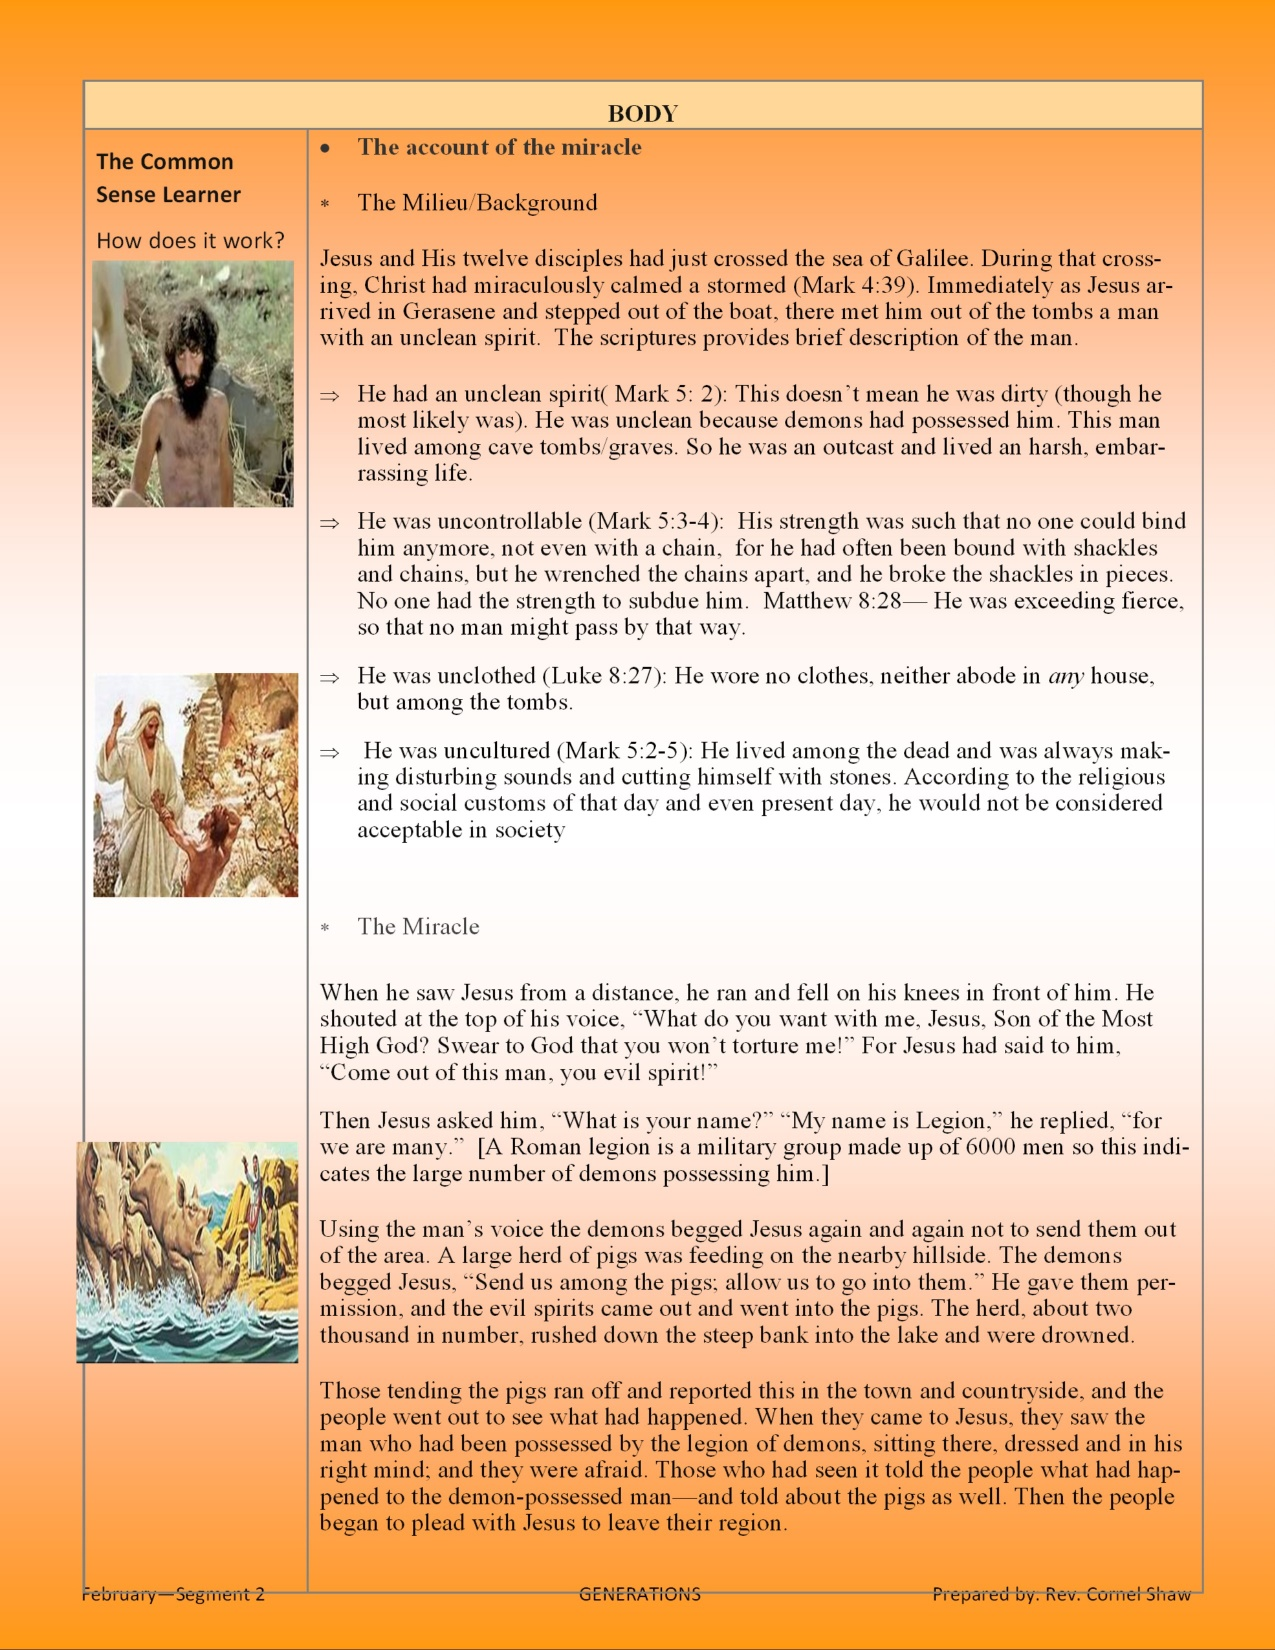 BODY
The Common
Sense Learner
How does it work?
• The account of the miracle
* The Milieu/Background
Jesus and His twelve disciples had just crossed the sea of Galilee. During that cross-
ing, Christ had miraculously calmed a stormed (Mark 4:39). Immediately as Jesus ar-
rived in Gerasene and stepped out of the boat, there met him out of the tombs a man
with an unclean spirit.  The scriptures provides brief description of the man.
⇒ He had an unclean spirit( Mark 5: 2): This doesn’t mean he was dirty (though he
most likely was). He was unclean because demons had possessed him. This man
lived among cave tombs/graves. So he was an outcast and lived an harsh, embar-
rassing life.
⇒ He was uncontrollable (Mark 5:3-4):  His strength was such that no one could bind
him anymore, not even with a chain,  for he had often been bound with shackles
and chains, but he wrenched the chains apart, and he broke the shackles in pieces.
No one had the strength to subdue him.  Matthew 8:28— He was exceeding fierce,
so that no man might pass by that way.
⇒ He was unclothed (Luke 8:27): He wore no clothes, neither abode in any house,
but among the tombs.
⇒ He was uncultured (Mark 5:2-5): He lived among the dead and was always mak-
ing disturbing sounds and cutting himself with stones. According to the religious
and social customs of that day and even present day, he would not be considered
acceptable in society
* The Miracle
When he saw Jesus from a distance, he ran and fell on his knees in front of him. He
shouted at the top of his voice, “What do you want with me, Jesus, Son of the Most
High God? Swear to God that you won’t torture me!” For Jesus had said to him,
“Come out of this man, you evil spirit!”
Then Jesus asked him, “What is your name?” “My name is Legion,” he replied, “for
we are many.”  [A Roman legion is a military group made up of 6000 men so this indi-
cates the large number of demons possessing him.]
Using the man’s voice the demons begged Jesus again and again not to send them out
of the area. A large herd of pigs was feeding on the nearby hillside. The demons
begged Jesus, “Send us among the pigs; allow us to go into them.” He gave them per-
mission, and the evil spirits came out and went into the pigs. The herd, about two
thousand in number, rushed down the steep bank into the lake and were drowned.
Those tending the pigs ran off and reported this in the town and countryside, and the
people went out to see what had happened. When they came to Jesus, they saw the
man who had been possessed by the legion of demons, sitting there, dressed and in his
right mind; and they were afraid. Those who had seen it told the people what had hap-
pened to the demon-possessed man—and told about the pigs as well. Then the people
began to plead with Jesus to leave their region.
February—Segment 2 GENERATIONS Prepared by: Rev. Cornel Shaw